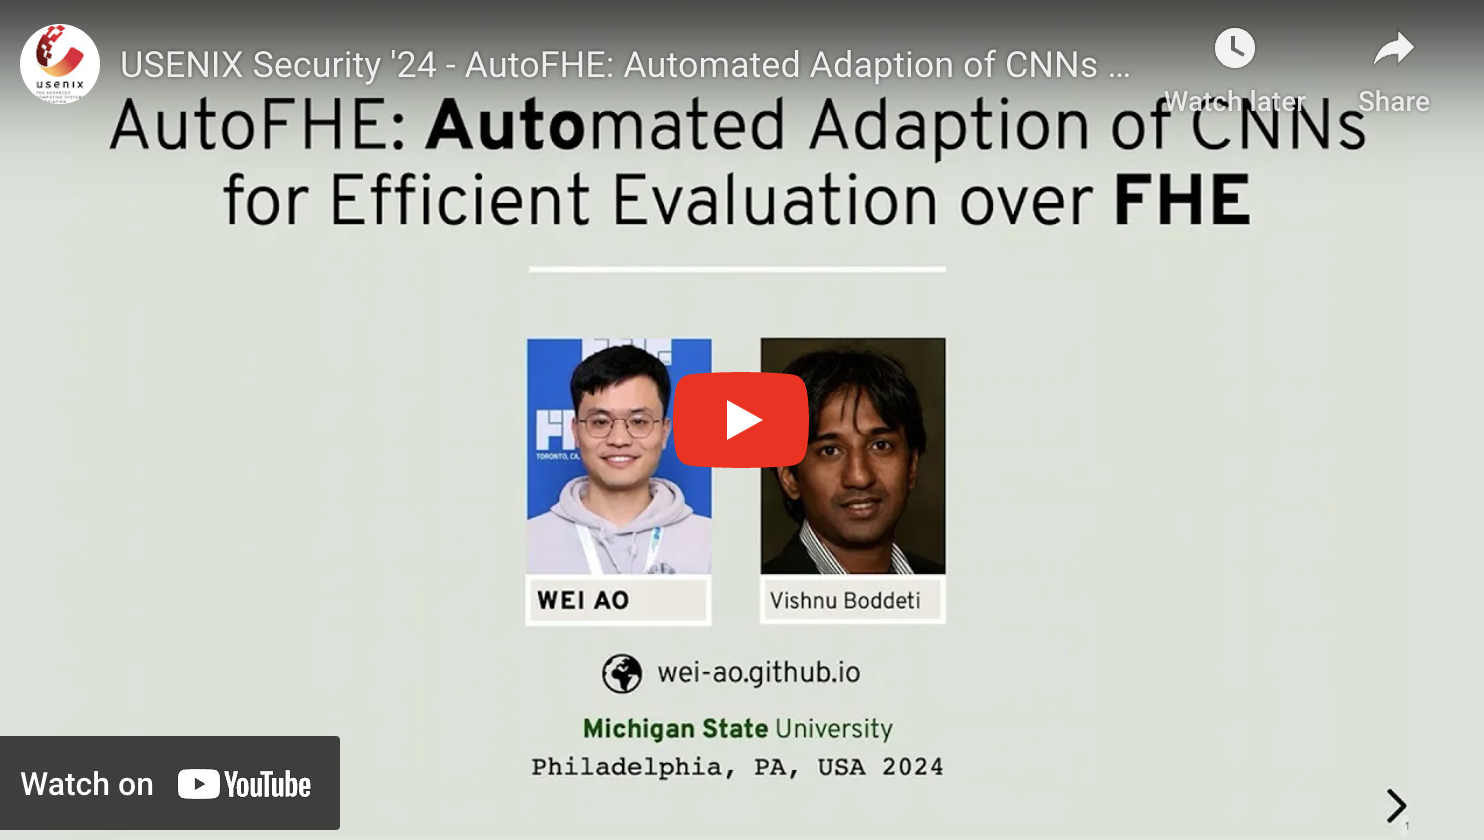 USENIX Security '24 - AutoFHE: Automated Adaption of CNNs ...
Watch later
Share
usenix
AutoFHE: Automated Adaption of CNNs
for Efficient Evaluation over FHE
TORONTO, CA
WEI AO
Vishnu Boddeti
wei-ao.github.io
Michigan State University
Philadelphia, PA, USA 2024
Watch on YouTube
1